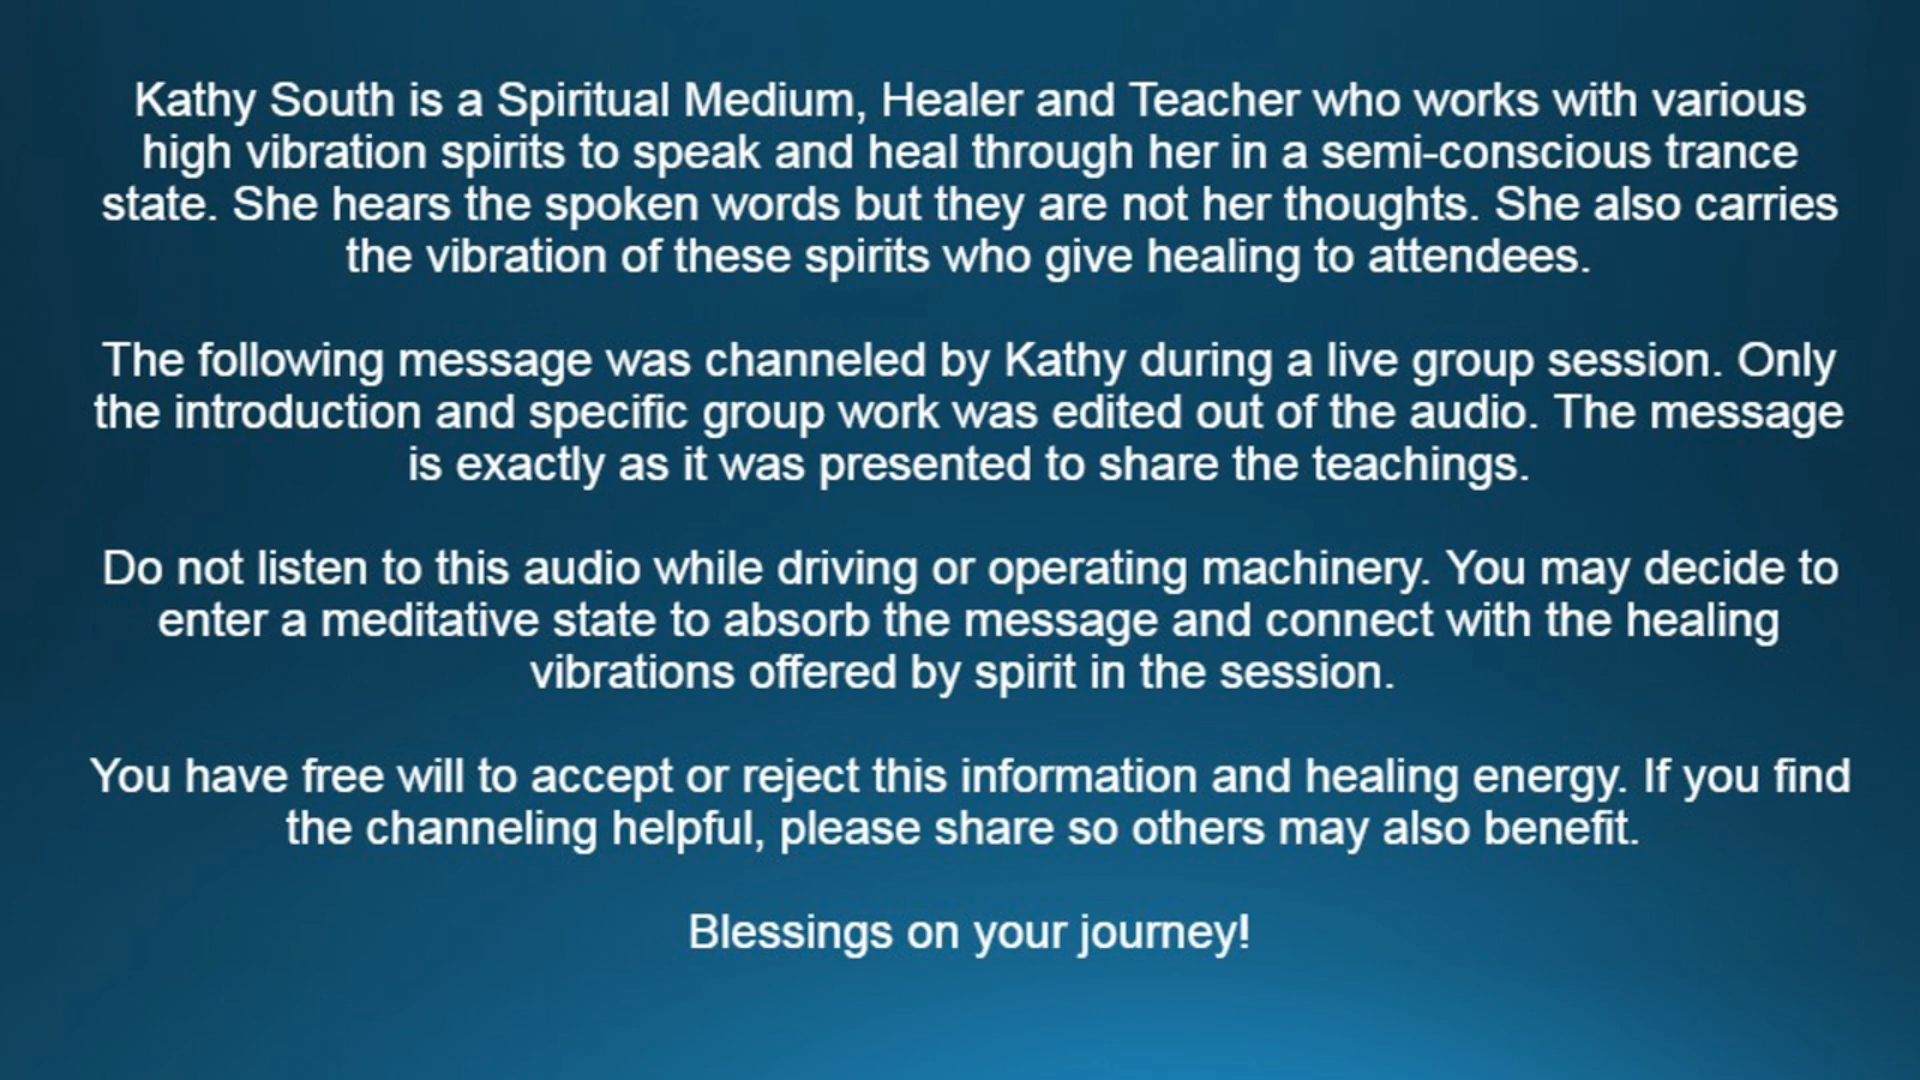 Kathy South is a Spiritual Medium, Healer and Teacher who works with various
high vibration spirits to speak and heal through her in a semi-conscious trance
state. She hears the spoken words but they are not her thoughts. She also carries
the vibration of these spirits who give healing to attendees.
The following message was channeled by Kathy during a live group session. Only
the introduction and specific group work was edited out of the audio. The message
is exactly as it was presented to share the teachings.
Do not listen to this audio while driving or operating machinery. You may decide to
enter a meditative state to absorb the message and connect with the healing
vibrations offered by spirit in the session.
You have free will to accept or reject this information and healing energy. If you find
the channeling helpful, please share so others may also benefit.
Blessings on your journey!